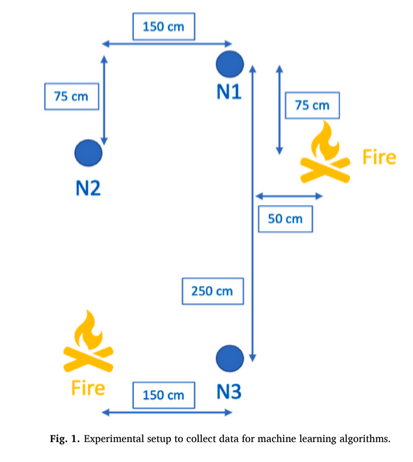 150 cm
75 cm
N1
75 cm
Fire
N2
50 cm
250 cm
Fire
150 cm
N3
Fig. 1. Experimental setup to collect data for machine learning algorithms.